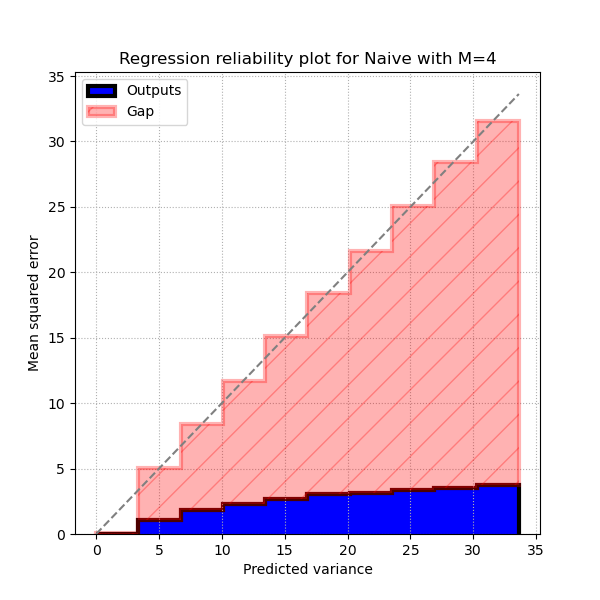 Regression reliability plot for Naive with M=4
Outputs
Gap
Mean squared error
35
30
25
20
15
10
5
0
0 5 10 15 20 25 30 35
Predicted variance